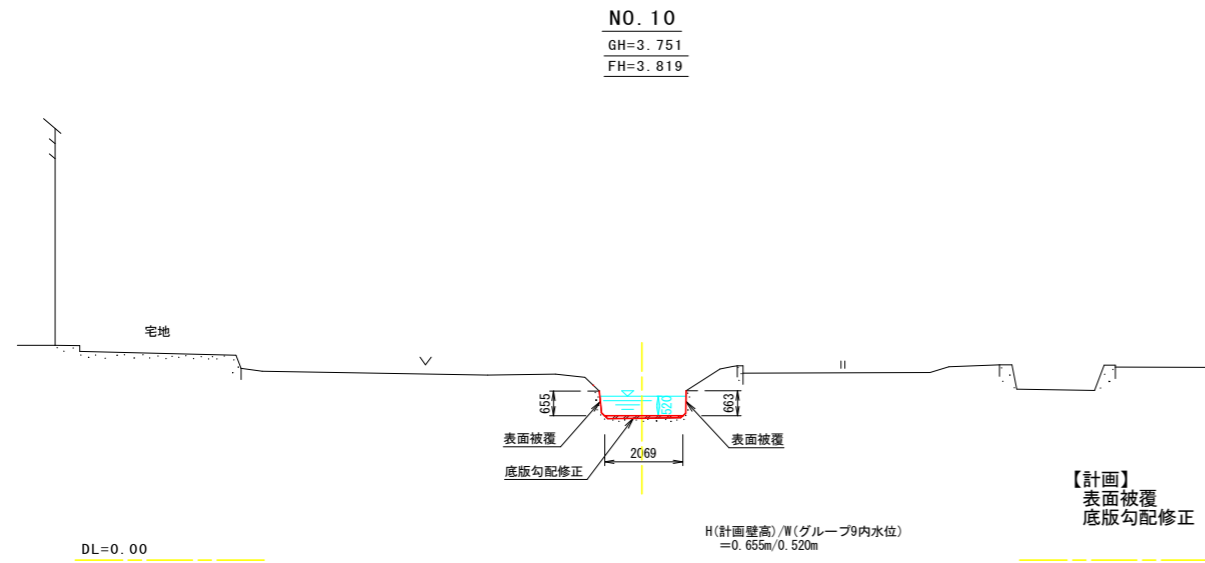 NO. 10
GH=3. 751
FH=3. 819
宅地
655
520
663
表面被覆
表面被覆
2069
底版勾配修正
【計画】
表面被覆
底版勾配修正
H(計画壁高)/W(グループ9内水位)
=0. 655m/0. 520m
DL=0. 00